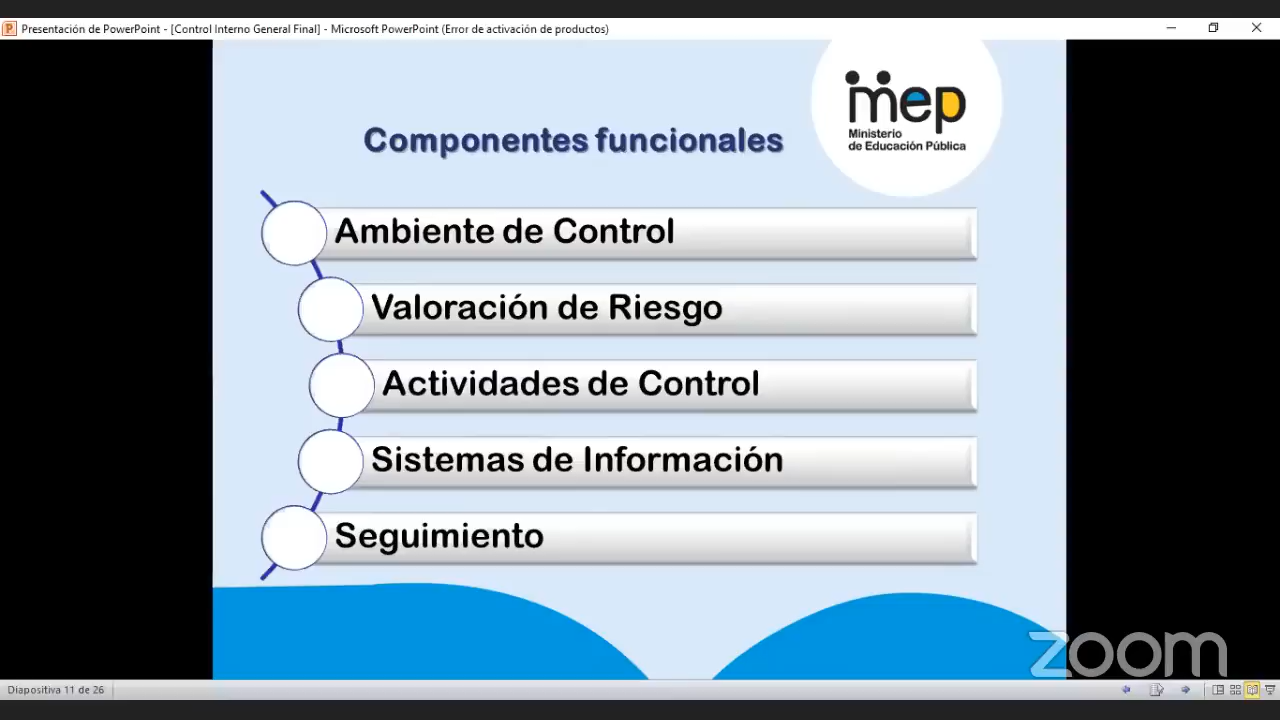 Presentación de PowerPoint - [Control Interno General Final] - Microsoft PowerPoint (Error de activación de productos)
mep
Ministerio
de Educación Pública
Componentes funcionales
Ambiente de Control
Valoración de Riesgo
Actividades de Control
Sistemas de Información
Seguimiento
zoom
Diapositiva 11 de 26